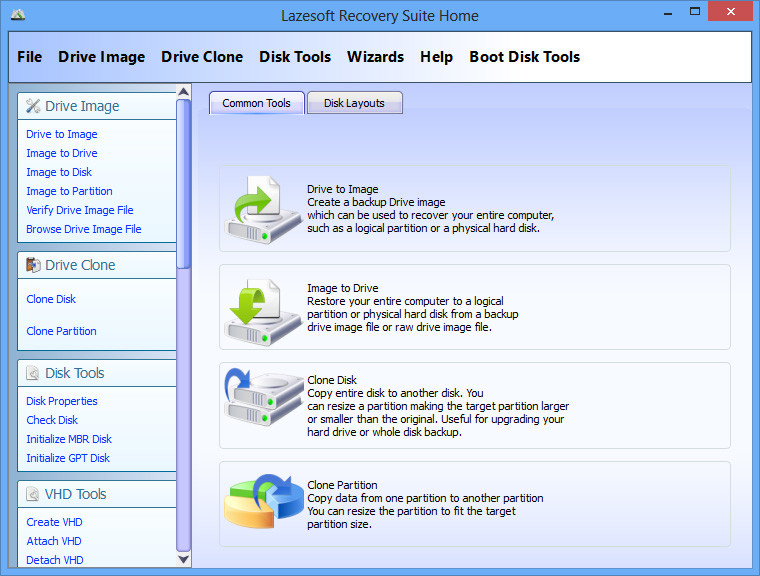 Lazesoft Recovery Suite Home
File Drive Image Drive Clone Disk Tools Wizards Help Boot Disk Tools
Drive Image
Drive to Image
Image to Drive
Image to Disk
Image to Partition
Verify Drive Image File
Browse Drive Image File
Drive Clone
Clone Disk
Clone Partition
Disk Tools
Disk Properties
Check Disk
Initialize MBR Disk
Initialize GPT Disk
VHD Tools
Create VHD
Attach VHD
Detach VHD
Common Tools Disk Layouts
Drive to Image
Create a backup Drive image
which can be used to recover your entire computer,
such as a logical partition or a physical hard disk.
Image to Drive
Restore your entire computer to a logical
partition or physical hard disk from a backup
drive image file or raw drive image file.
Clone Disk
Copy entire disk to another disk. You
can resize a partition making the target partition larger
or smaller than the original. Useful for upgrading your
hard drive or whole disk backup.
Clone Partition
Copy data from one partition to another partition
You can resize the partition to fit the target
partition size.